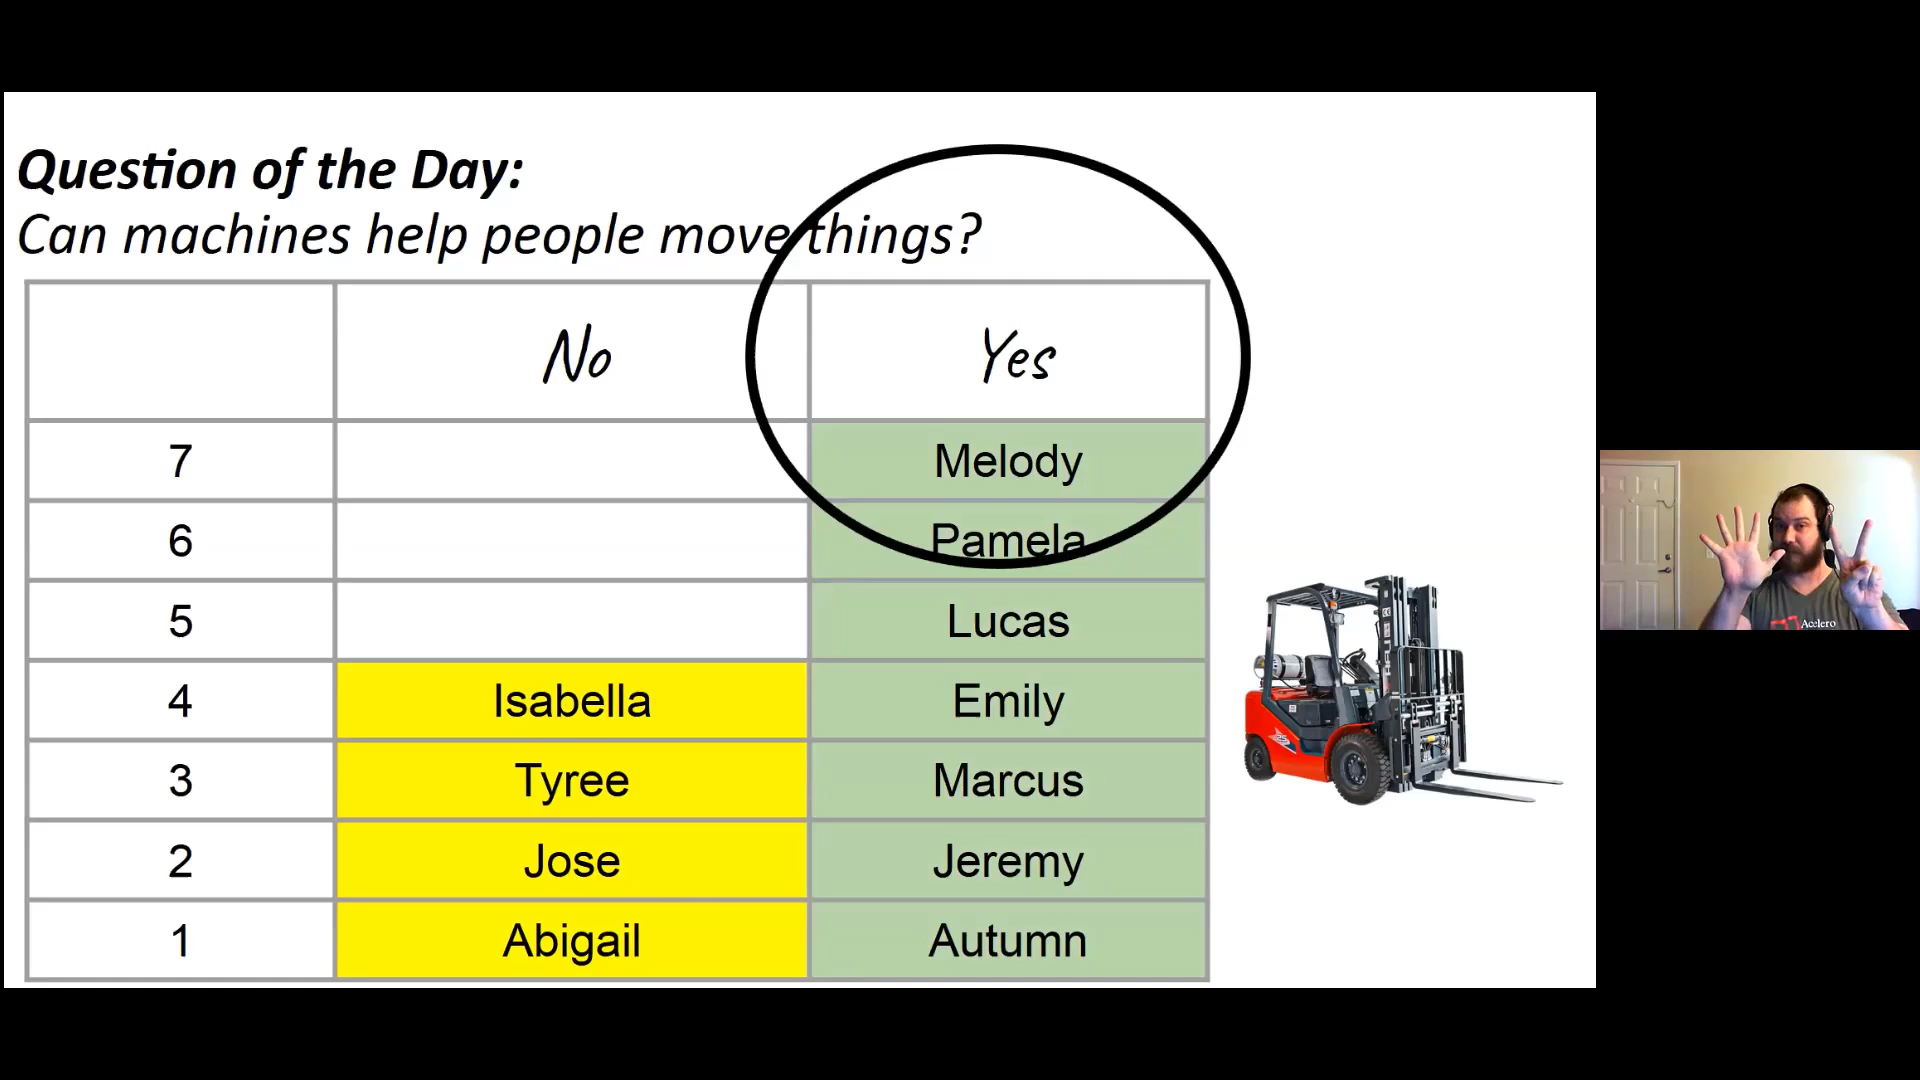 Question of the Day:
Can machines help people move things?
No Yes
7 Melody
6 Pamela
5 Lucas
4 Isabella Emily
3 Tyree Marcus
2 Jose Jeremy
1 Abigail Autumn
Acelero